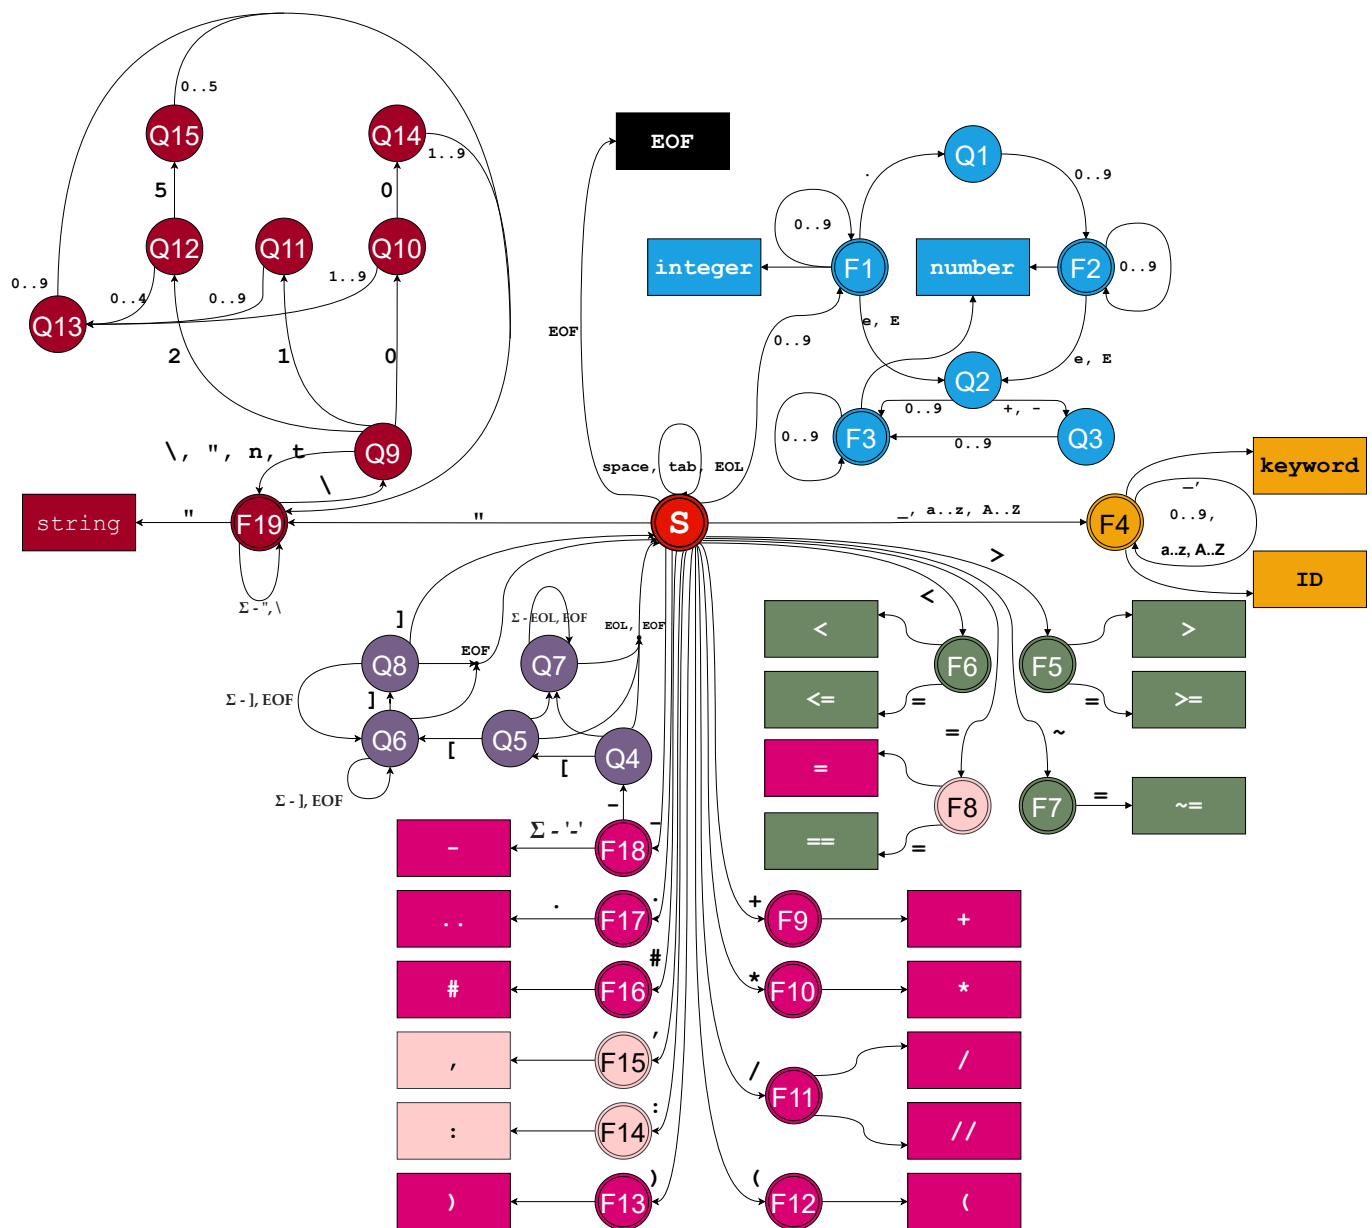 0..5
Q15
Q14
1..9
EOF
Q1
.
0..9
5
0
Q12
Q11
Q10
0..9
integer
F1
number
F2
0..9
0..9
0..4
0..9
1..9
Q13
2
1
0
EOF
0..9
e, E
e, E
Q2
0..9
+, -
\, ", n, t
Q9
\
0..9
F3
0..9
Q3
space, tab, EOL
keyword
string
"
F19
"
S
_, a..z, A..Z
F4
_,
0..9,
a..z, A..Z
ID
Σ - ", \
>
<
]
Σ - EOL, EOF
EOL, EOF
EOF
Q8
Q7
<
F6
F5
>
Σ - ], EOF
]
<=
=
=
>=
Q6
[
Q5
[
Q4
=
~
=
Σ - ], EOF
-
F8
F7
=
~=
-
Σ - '-'
F18
-
==
=
..
.
F17
.
+
F9
+
#
F16
#
*
F10
*
,
F15
,
/
F11
/
:
F14
:
//
)
F13
)
(
F12
(